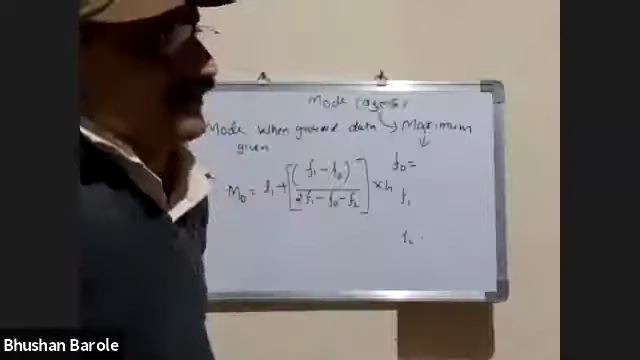 Mode
Mode when grouped data → Maximum
given
M₀ = l₁ + [(f₁ - f₀) / 2f₁ - f₀ - f₂] × h
f₀ =
f₁
f₂
Bhushan Barole